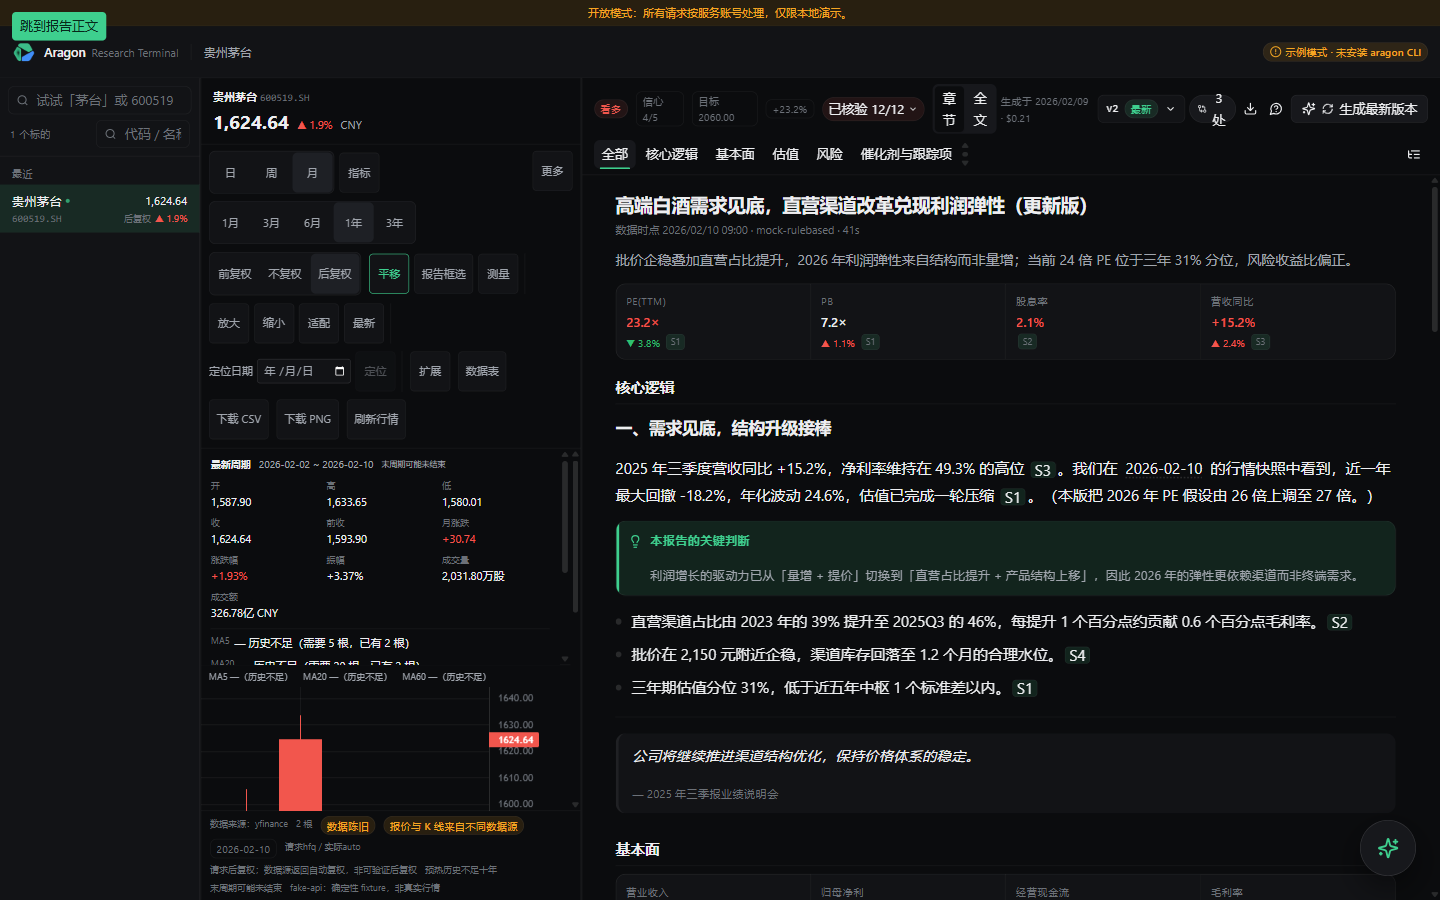 开放模式：所有请求按服务账号处理，仅限本地演示。
跳到报告正文
Aragon Research Terminal 贵州茅台
示例模式 · 未安装 aragon CLI
试试「茅台」或 600519
1 个标的
代码 / 名称
最近
贵州茅台 1,624.64
600519.SH 后复权 ▲ 1.9%
贵州茅台 600519.SH
1,624.64 ▲ 1.9% CNY
日 周 月 指标 更多
1月 3月 6月 1年 3年
前复权 不复权 后复权 平移 报告框选 测量
放大 缩小 适配 最新
定位日期 年 /月/日 定位 扩展 数据表
下载 CSV 下载 PNG 刷新行情
最新周期 2026-02-02 ~ 2026-02-10 末周期可能未结束
开 高 低
1,587.90 1,633.65 1,580.01
收 前收 月涨跌
1,624.64 1,593.90 +30.74
涨跌幅 振幅 成交量
+1.93% +3.37% 2,031.80万股
成交额
326.78亿 CNY
MA5 — 历史不足（需要 5 根，已有 2 根）
MA20 — 历史不足（需要 20 根，已有 2 根）
MA5 —（历史不足） MA20 —（历史不足） MA60 —（历史不足）
1640.00
1630.00
1624.64
1620.00
1610.00
1600.00
数据来源：yfinance 2 根 数据陈旧 报价与 K 线来自不同数据源
2026-02-10 请求hfq / 实际auto
请求后复权；数据源返回自动复权，非可验证后复权 预热历史不足十年
末周期可能未结束 fake-api：确定性 fixture，非真实行情
看多
信心
4/5
目标
2060.00
+23.2%
已核验 12/12
章节
全文
生成于 2026/02/09
· $0.21
v2 最新
3处
生成最新版本
全部 核心逻辑 基本面 估值 风险 催化剂与跟踪项
高端白酒需求见底，直营渠道改革兑现利润弹性（更新版）
数据时点 2026/02/10 09:00 · mock-rulebased · 41s
批价企稳叠加直营占比提升，2026 年利润弹性来自结构而非量增；当前 24 倍 PE 位于三年 31% 分位，风险收益比偏正。
PE(TTM) PB 股息率 营收同比
23.2× 7.2× 2.1% +15.2%
▼ 3.8% S1 ▲ 1.1% S1 S2 ▲ 2.4% S3
核心逻辑
一、需求见底，结构升级接棒
2025 年三季度营收同比 +15.2%，净利率维持在 49.3% 的高位 S3 。我们在 2026-02-10 的行情快照中看到，近一年
最大回撤 -18.2%，年化波动 24.6%，估值已完成一轮压缩 S1 。（本版把 2026 年 PE 假设由 26 倍上调至 27 倍。）
本报告的关键判断
利润增长的驱动力已从「量增 + 提价」切换到「直营占比提升 + 产品结构上移」，因此 2026 年的弹性更依赖渠道而非终端需求。
直营渠道占比由 2023 年的 39% 提升至 2025Q3 的 46%，每提升 1 个百分点约贡献 0.6 个百分点毛利率。 S2
批价在 2,150 元附近企稳，渠道库存回落至 1.2 个月的合理水位。 S4
三年期估值分位 31%，低于近五年中枢 1 个标准差以内。 S1
公司将继续推进渠道结构优化，保持价格体系的稳定。
— 2025 年三季报业绩说明会
基本面
营业收入 归母净利 经营现金流 毛利率